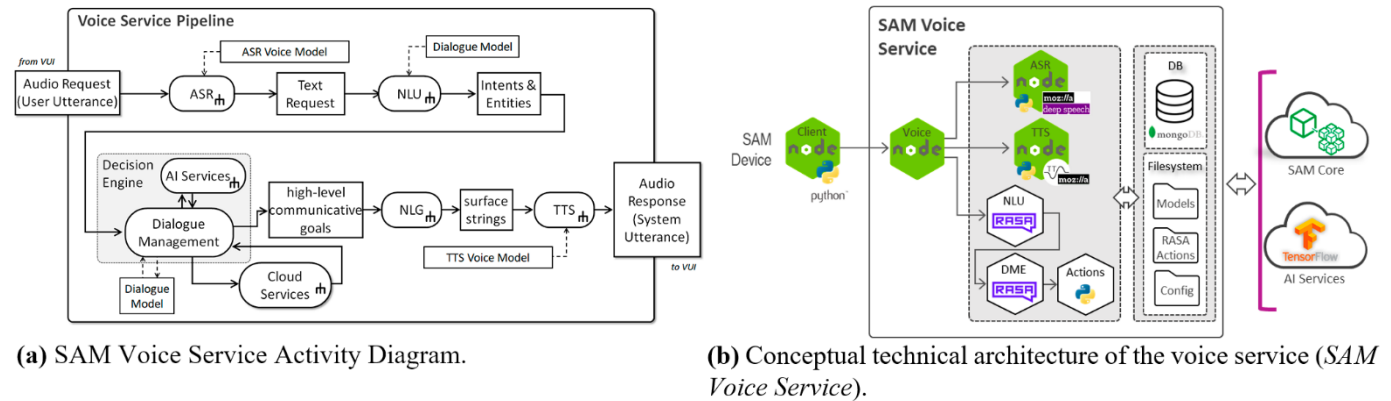 Voice Service Pipeline
from VUI
ASR Voice Model
Dialogue Model
Audio Request
(User Utterance)
ASR
Text
Request
NLU
Intents &
Entities
Decision
Engine
AI Services
Dialogue
Management
high-level
communicative
goals
NLG
surface
strings
TTS
Audio
Response
(System
Utterance)
to VUI
TTS Voice Model
Cloud
Services
Dialogue
Model
(a) SAM Voice Service Activity Diagram.
SAM Voice
Service
SAM
Device
Client
node
python
Voice
node
ASR
node
moz://a
deep speech
TTS
node
moz://a
NLU
RASA
DME
RASA
Actions
DB
mongoDB
Filesystem
Models
RASA
Actions
Config
SAM Core
TensorFlow
AI Services
(b) Conceptual technical architecture of the voice service (SAM
Voice Service).